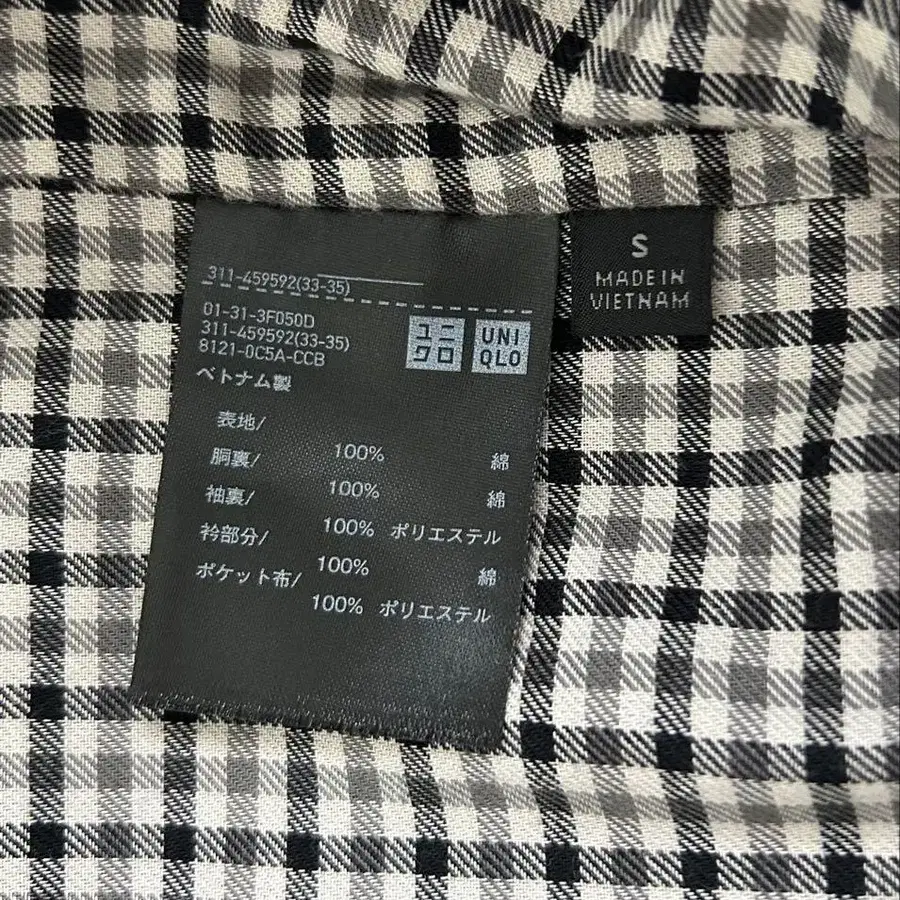 311-459592(33-35)
01-31-3F050D
311-459592(33-35)
8121-0C5A-CCB
ベトナム製
ユニ
クロ
UNI
QLO
表地/
100% 綿
胴裏/
100% 綿
袖裏/
100% ポリエステル
衿部分/
100% 綿
ポケット布/
100% ポリエステル
S
MADE IN
VIETNAM